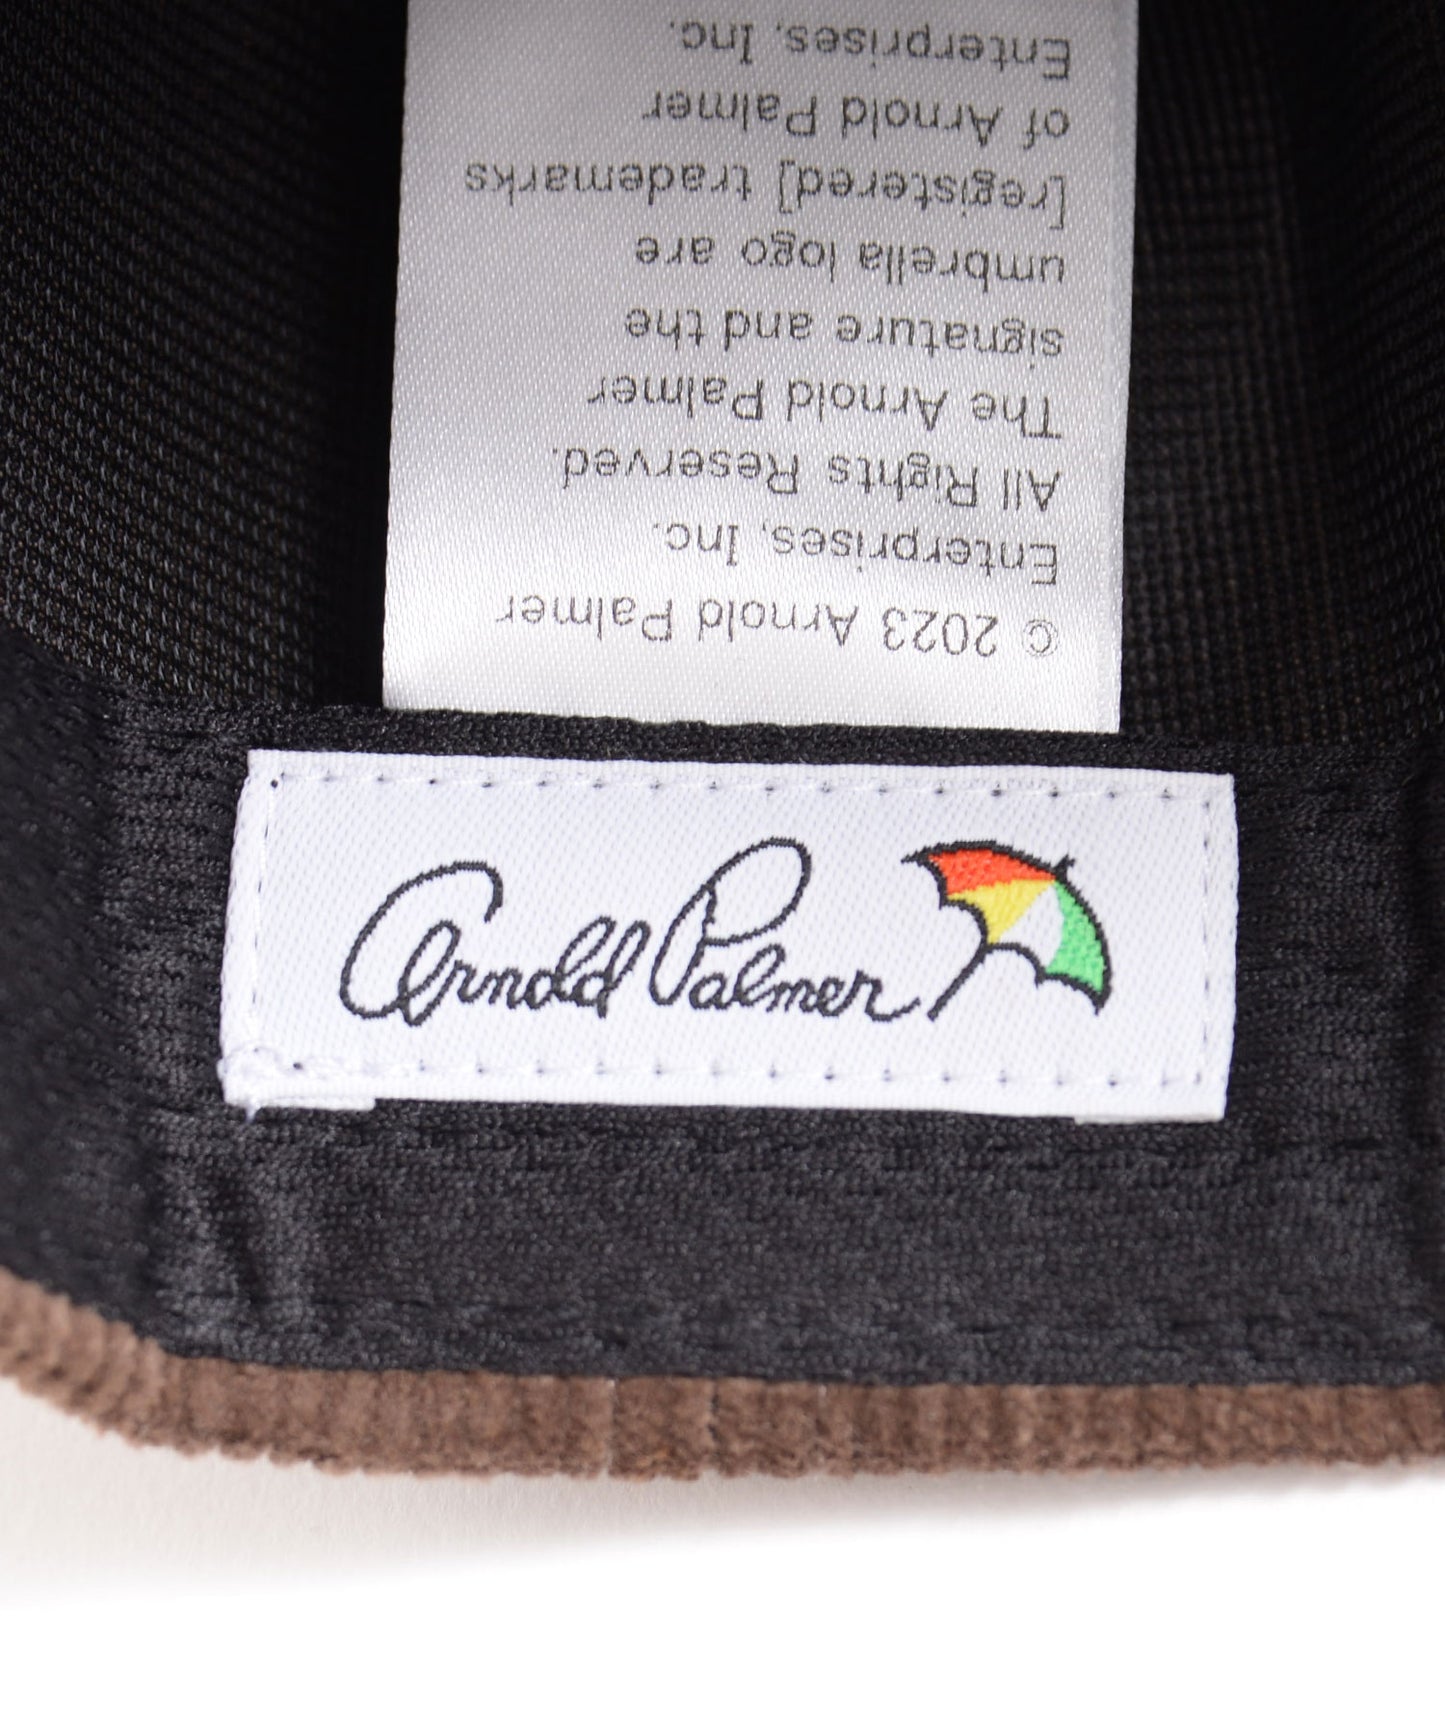 © 2023 Arnold Palmer
Enterprises, Inc.
All Rights Reserved.
The Arnold Palmer
signature and the
umbrella logo are
[registered] trademarks
of Arnold Palmer
Enterprises, Inc.
Arnold Palmer